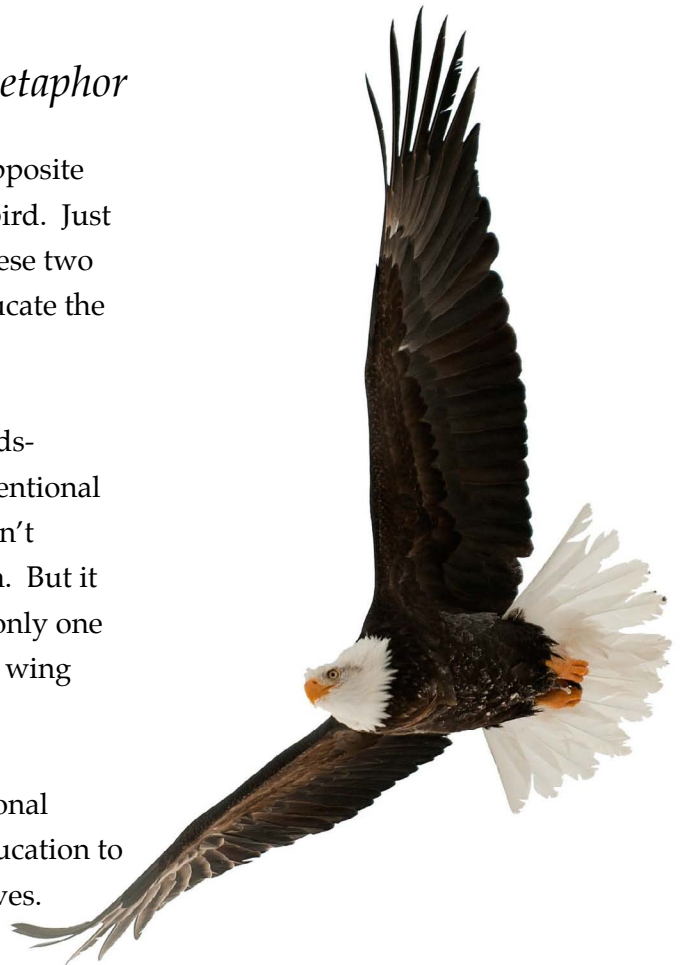 etaphor
pposite
bird. Just
ese two
ucate the
ds-
entional
n't
n. But it
only one
wing
onal
ucation to
ves.